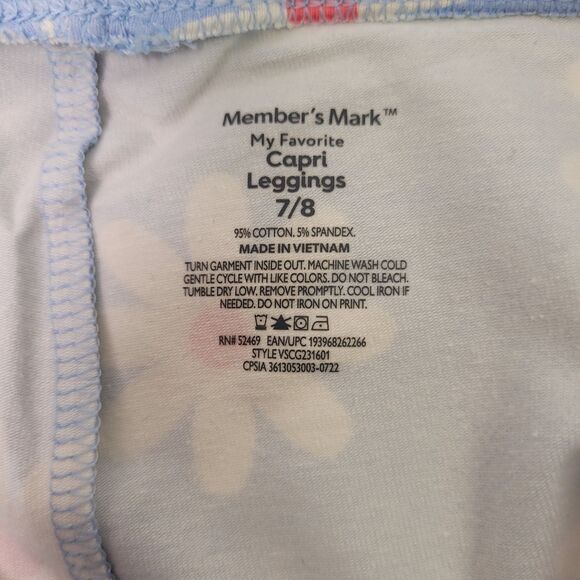 Member's Mark™
My Favorite
Capri
Leggings
7/8
95% COTTON. 5% SPANDEX.
MADE IN VIETNAM
TURN GARMENT INSIDE OUT. MACHINE WASH COLD
GENTLE CYCLE WITH LIKE COLORS. DO NOT BLEACH.
TUMBLE DRY LOW. REMOVE PROMPTLY. COOL IRON IF
NEEDED. DO NOT IRON ON PRINT.
RN# 52469 EAN/UPC 193968262266
STYLE VSCG231601
CPSIA 3613053003-0722